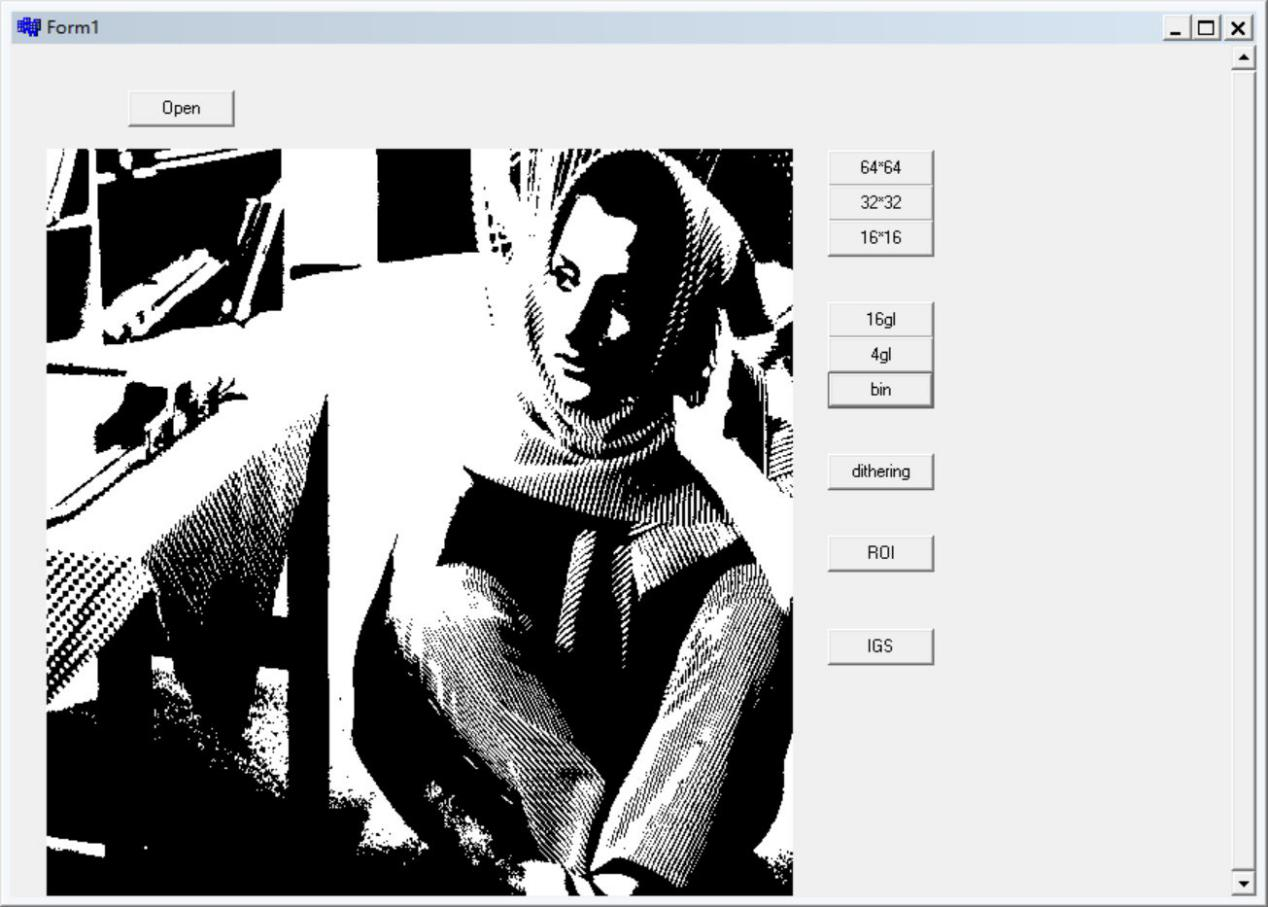 Form1
Open
64*64
32*32
16*16
16gl
4gl
bin
dithering
ROI
IGS